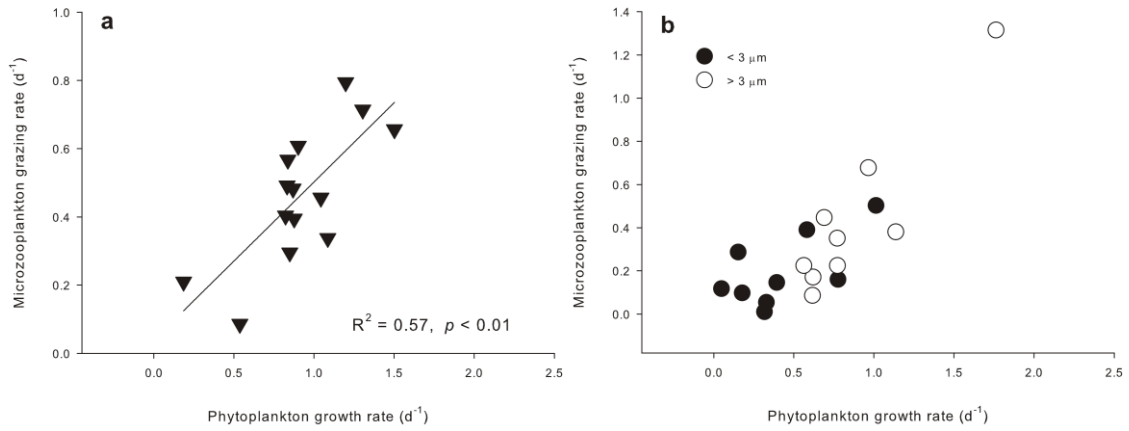 a
1.0
0.8
0.6
0.4
0.2
0.0
Microzooplankton grazing rate (d⁻¹)
R² = 0.57, p < 0.01
0.0 0.5 1.0 1.5 2.0 2.5
Phytoplankton growth rate (d⁻¹)
b
1.4
1.2
1.0
0.8
0.6
0.4
0.2
0.0
Microzooplankton grazing rate (d⁻¹)
< 3 μm
> 3 μm
0.0 0.5 1.0 1.5 2.0 2.5
Phytoplankton growth rate (d⁻¹)